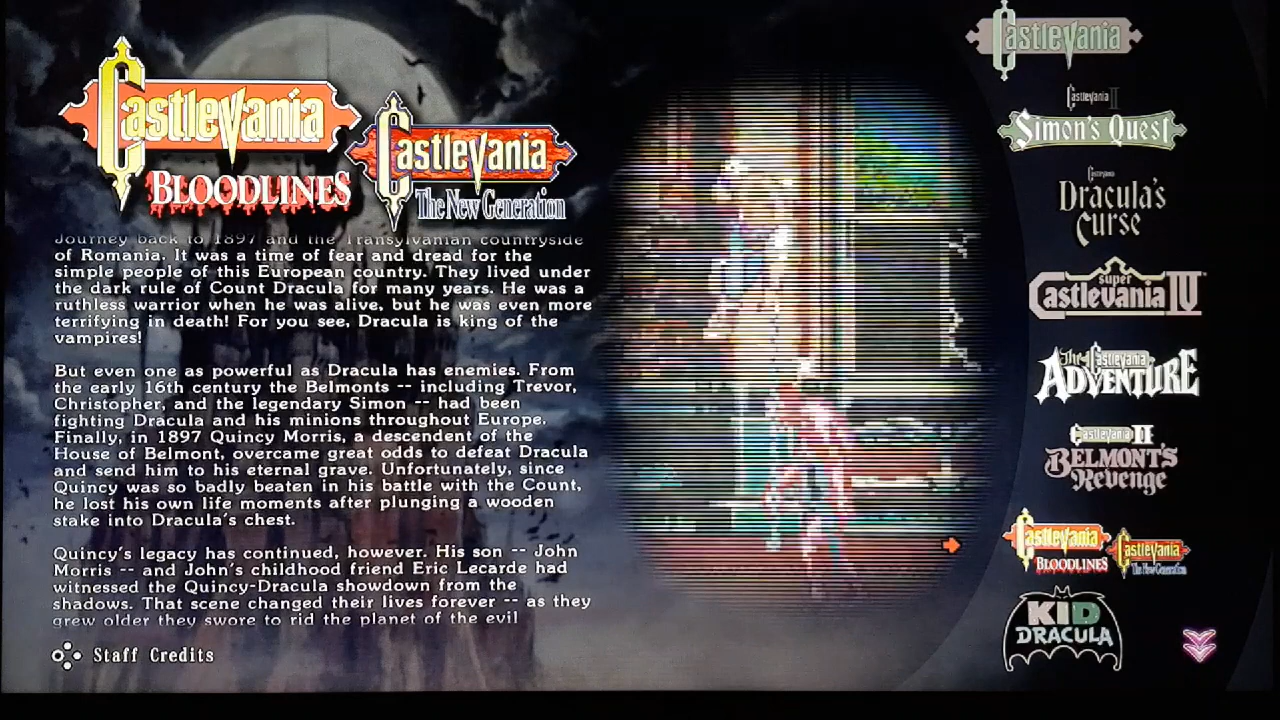 Castlevania
BLOODLINES
Castlevania
The New Generation
Journey back to 1897 and the Transylvanian countryside
of Romania. It was a time of fear and dread for the
simple people of this European country. They lived under
the dark rule of Count Dracula for many years. He was a
ruthless warrior when he was alive, but he was even more
terrifying in death! For you see, Dracula is king of the
vampires!
But even one as powerful as Dracula has enemies. From
the early 16th century the Belmonts -- including Trevor,
Christopher, and the legendary Simon -- had been
fighting Dracula and his minions throughout Europe.
Finally, in 1897 Quincy Morris, a descendent of the
House of Belmont, overcame great odds to defeat Dracula
and send him to his eternal grave. Unfortunately, since
Quincy was so badly beaten in his battle with the Count,
he lost his own life moments after plunging a wooden
stake into Dracula's chest.
Quincy's legacy has continued, however. His son -- John
Morris -- and John's childhood friend Eric Lecarde had
witnessed the Quincy-Dracula showdown from the
shadows. That scene changed their lives forever -- as they
grew older they swore to rid the planet of the evil
Staff Credits
Castlevania
Castlevania II
Simon's Quest
Castlevania
Dracula's
Curse
Super
Castlevania IV
The Castlevania
ADVENTURE
Castlevania II
BELMONT'S
Revenge
Castlevania
BLOODLINES
Castlevania
The New Generation
KID
DRACULA